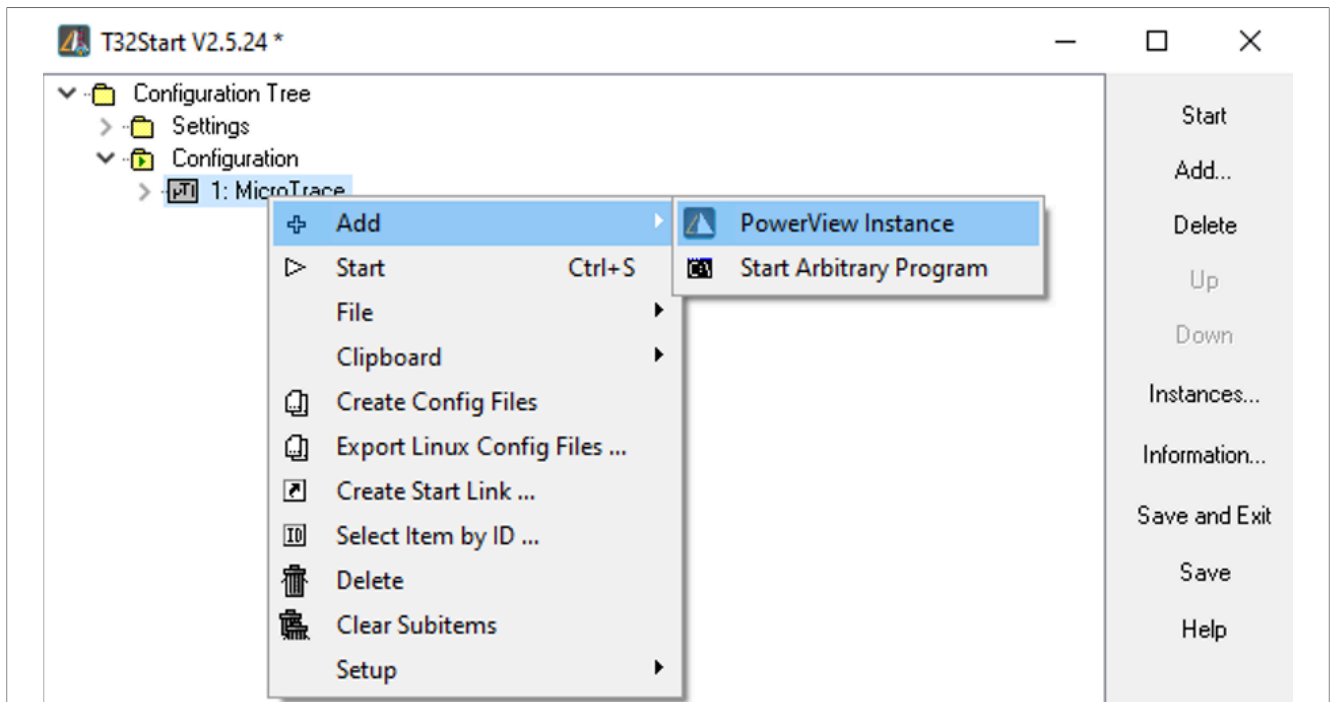 T32Start V2.5.24 *
Configuration Tree
Settings
Configuration
1: MicroTrace
Add
Start Ctrl+S
File
Clipboard
Create Config Files
Export Linux Config Files ...
Create Start Link ...
Select Item by ID ...
Delete
Clear Subitems
Setup
PowerView Instance
Start Arbitrary Program
Start
Add...
Delete
Up
Down
Instances...
Information...
Save and Exit
Save
Help